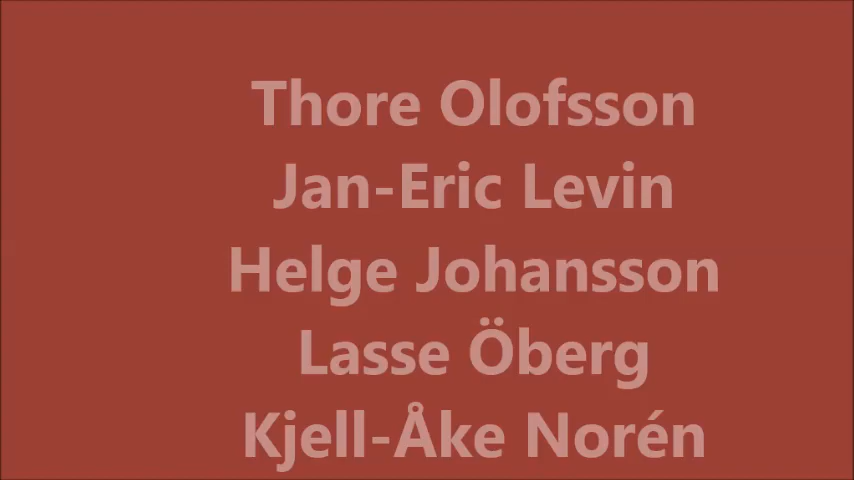 Thore Olofsson
Jan-Eric Levin
Helge Johansson
Lasse Öberg
Kjell-Åke Norén